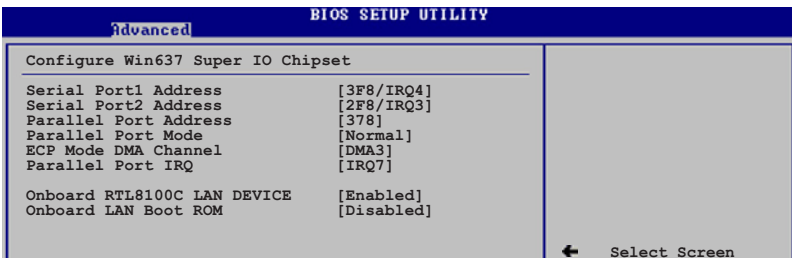 BIOS SETUP UTILITY
Advanced
Configure Win637 Super IO Chipset
Serial Port1 Address [3F8/IRQ4]
Serial Port2 Address [2F8/IRQ3]
Parallel Port Address [378]
Parallel Port Mode [Normal]
ECP Mode DMA Channel [DMA3]
Parallel Port IRQ [IRQ7]
Onboard RTL8100C LAN DEVICE [Enabled]
Onboard LAN Boot ROM [Disabled]
← Select Screen